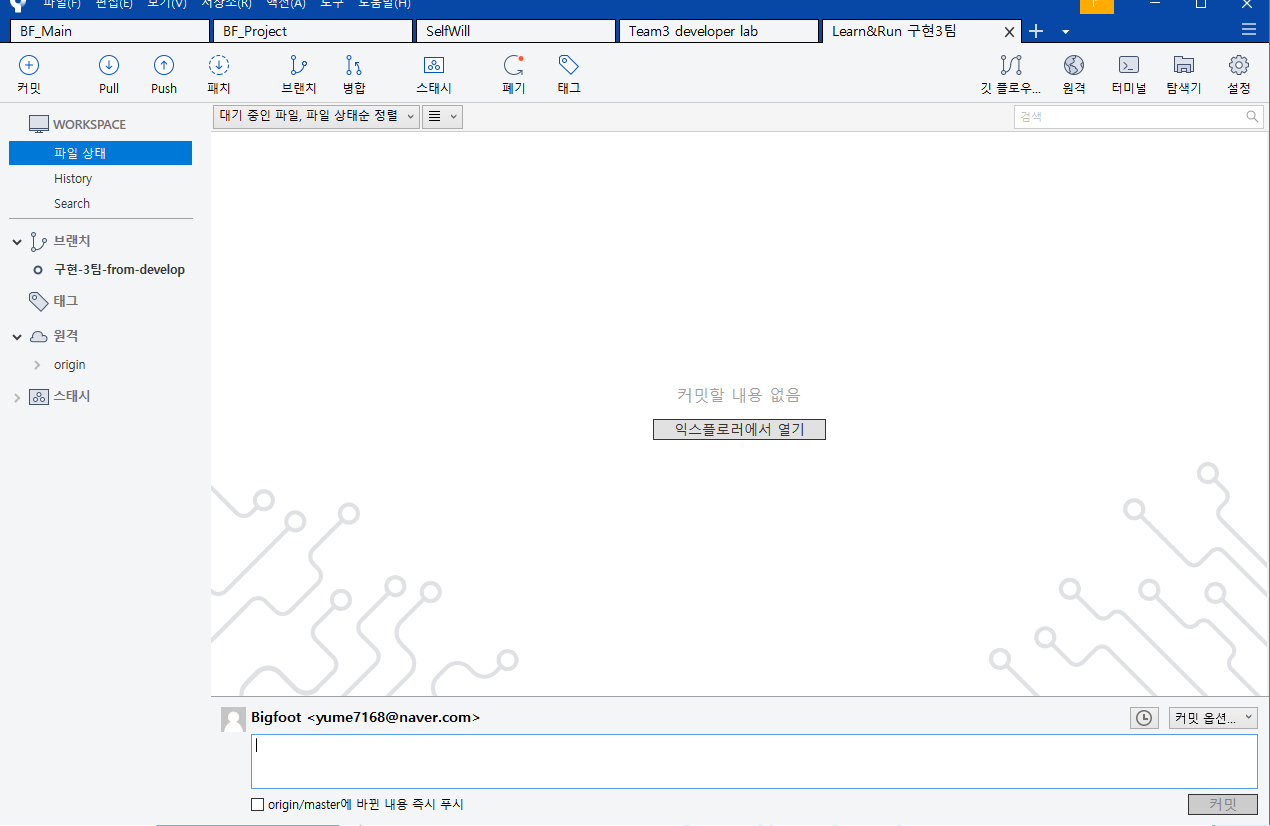 파일(F) 편집(E) 보기(V) 저장소(R) 액션(A) 도구 도움말(H)
BF_Main BF_Project SelfWill Team3 developer lab Learn&Run 구현3팀
커밋 Pull Push 패치 브랜치 병합 스태시 폐기 태그 깃 플로우... 원격 터미널 탐색기 설정
대기 중인 파일, 파일 상태순 정렬 검색
WORKSPACE
파일 상태
History
Search
브랜치
구현-3팀-from-develop
태그
원격
origin
스태시
커밋할 내용 없음
익스플로러에서 열기
Bigfoot <yume7168@naver.com> 커밋 옵션...
origin/master에 바뀐 내용 즉시 푸시 커밋